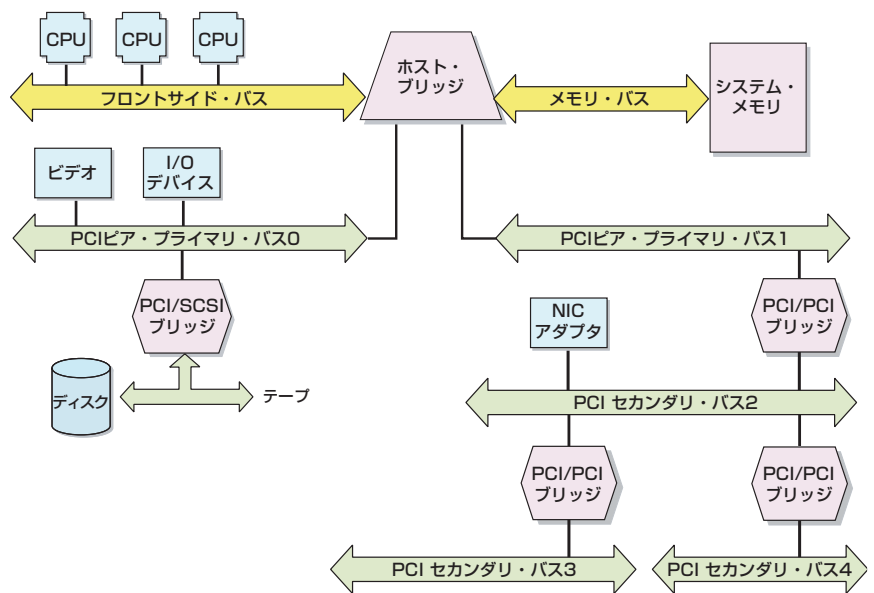 CPU
CPU
CPU
フロントサイド・バス
ホスト・
ブリッジ
メモリ・バス
システム・
メモリ
ビデオ
I/O
デバイス
PCIピア・プライマリ・バス0
PCIピア・プライマリ・バス1
PCI/SCSI
ブリッジ
NIC
アダプタ
PCI/PCI
ブリッジ
ディスク
テープ
PCI セカンダリ・バス2
PCI/PCI
ブリッジ
PCI/PCI
ブリッジ
PCI セカンダリ・バス3
PCI セカンダリ・バス4